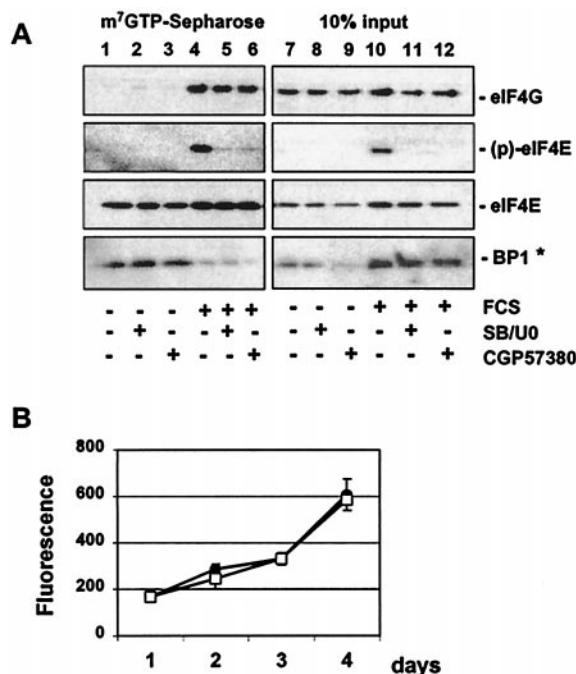 A
m⁷GTP-Sepharose 10% input
1 2 3 4 5 6 7 8 9 10 11 12
- eIF4G
- (p)-eIF4E
- eIF4E
- BP1 *
- - - + + + - - - + + + FCS
- + - - + - - + - - + - SB/U0
- - + - - + - - + - - + CGP57380
B
800
600
400
200
0
Fluorescence
1 2 3 4 days